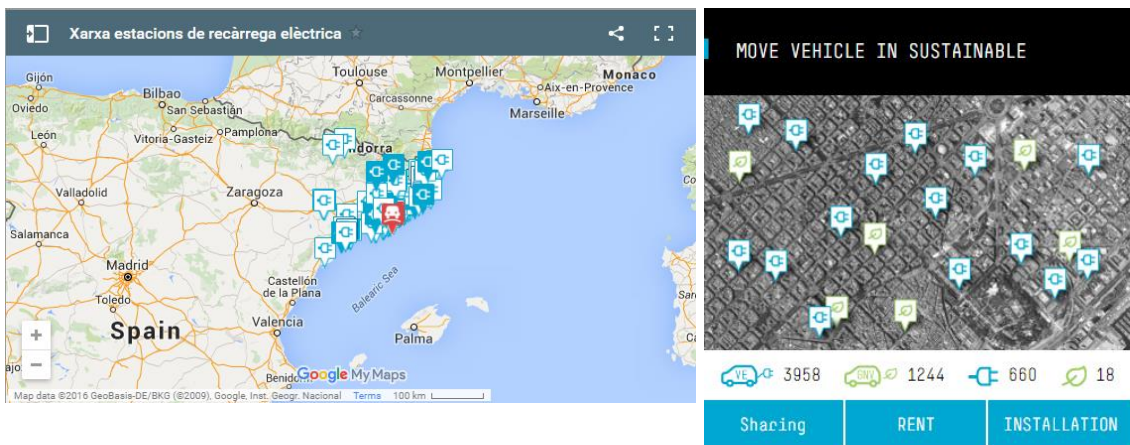 Xarxa estacions de recàrrega elèctrica
Gijón
Oviedo
Bilbao
San Sebastián
Toulouse
Montpellier
Monaco
Aix-en-Provence
Carcassonne
Marseille
León
Vitoria-Gasteiz
Pamplona
ndorra
Valladolid
Zaragoza
Salamanca
Madrid
Castellón
de la Plana
Balearic Sea
Toledo
Spain
Valencia
Palma
Benido
Google My Maps
Map data ©2016 GeoBasis-DE/BKG (©2009), Google, Inst. Geogr. Nacional Terms 100 km
MOVE VEHICLE IN SUSTAINABLE
VE 3958 GNV 1244 660 18
Sharing RENT INSTALLATION